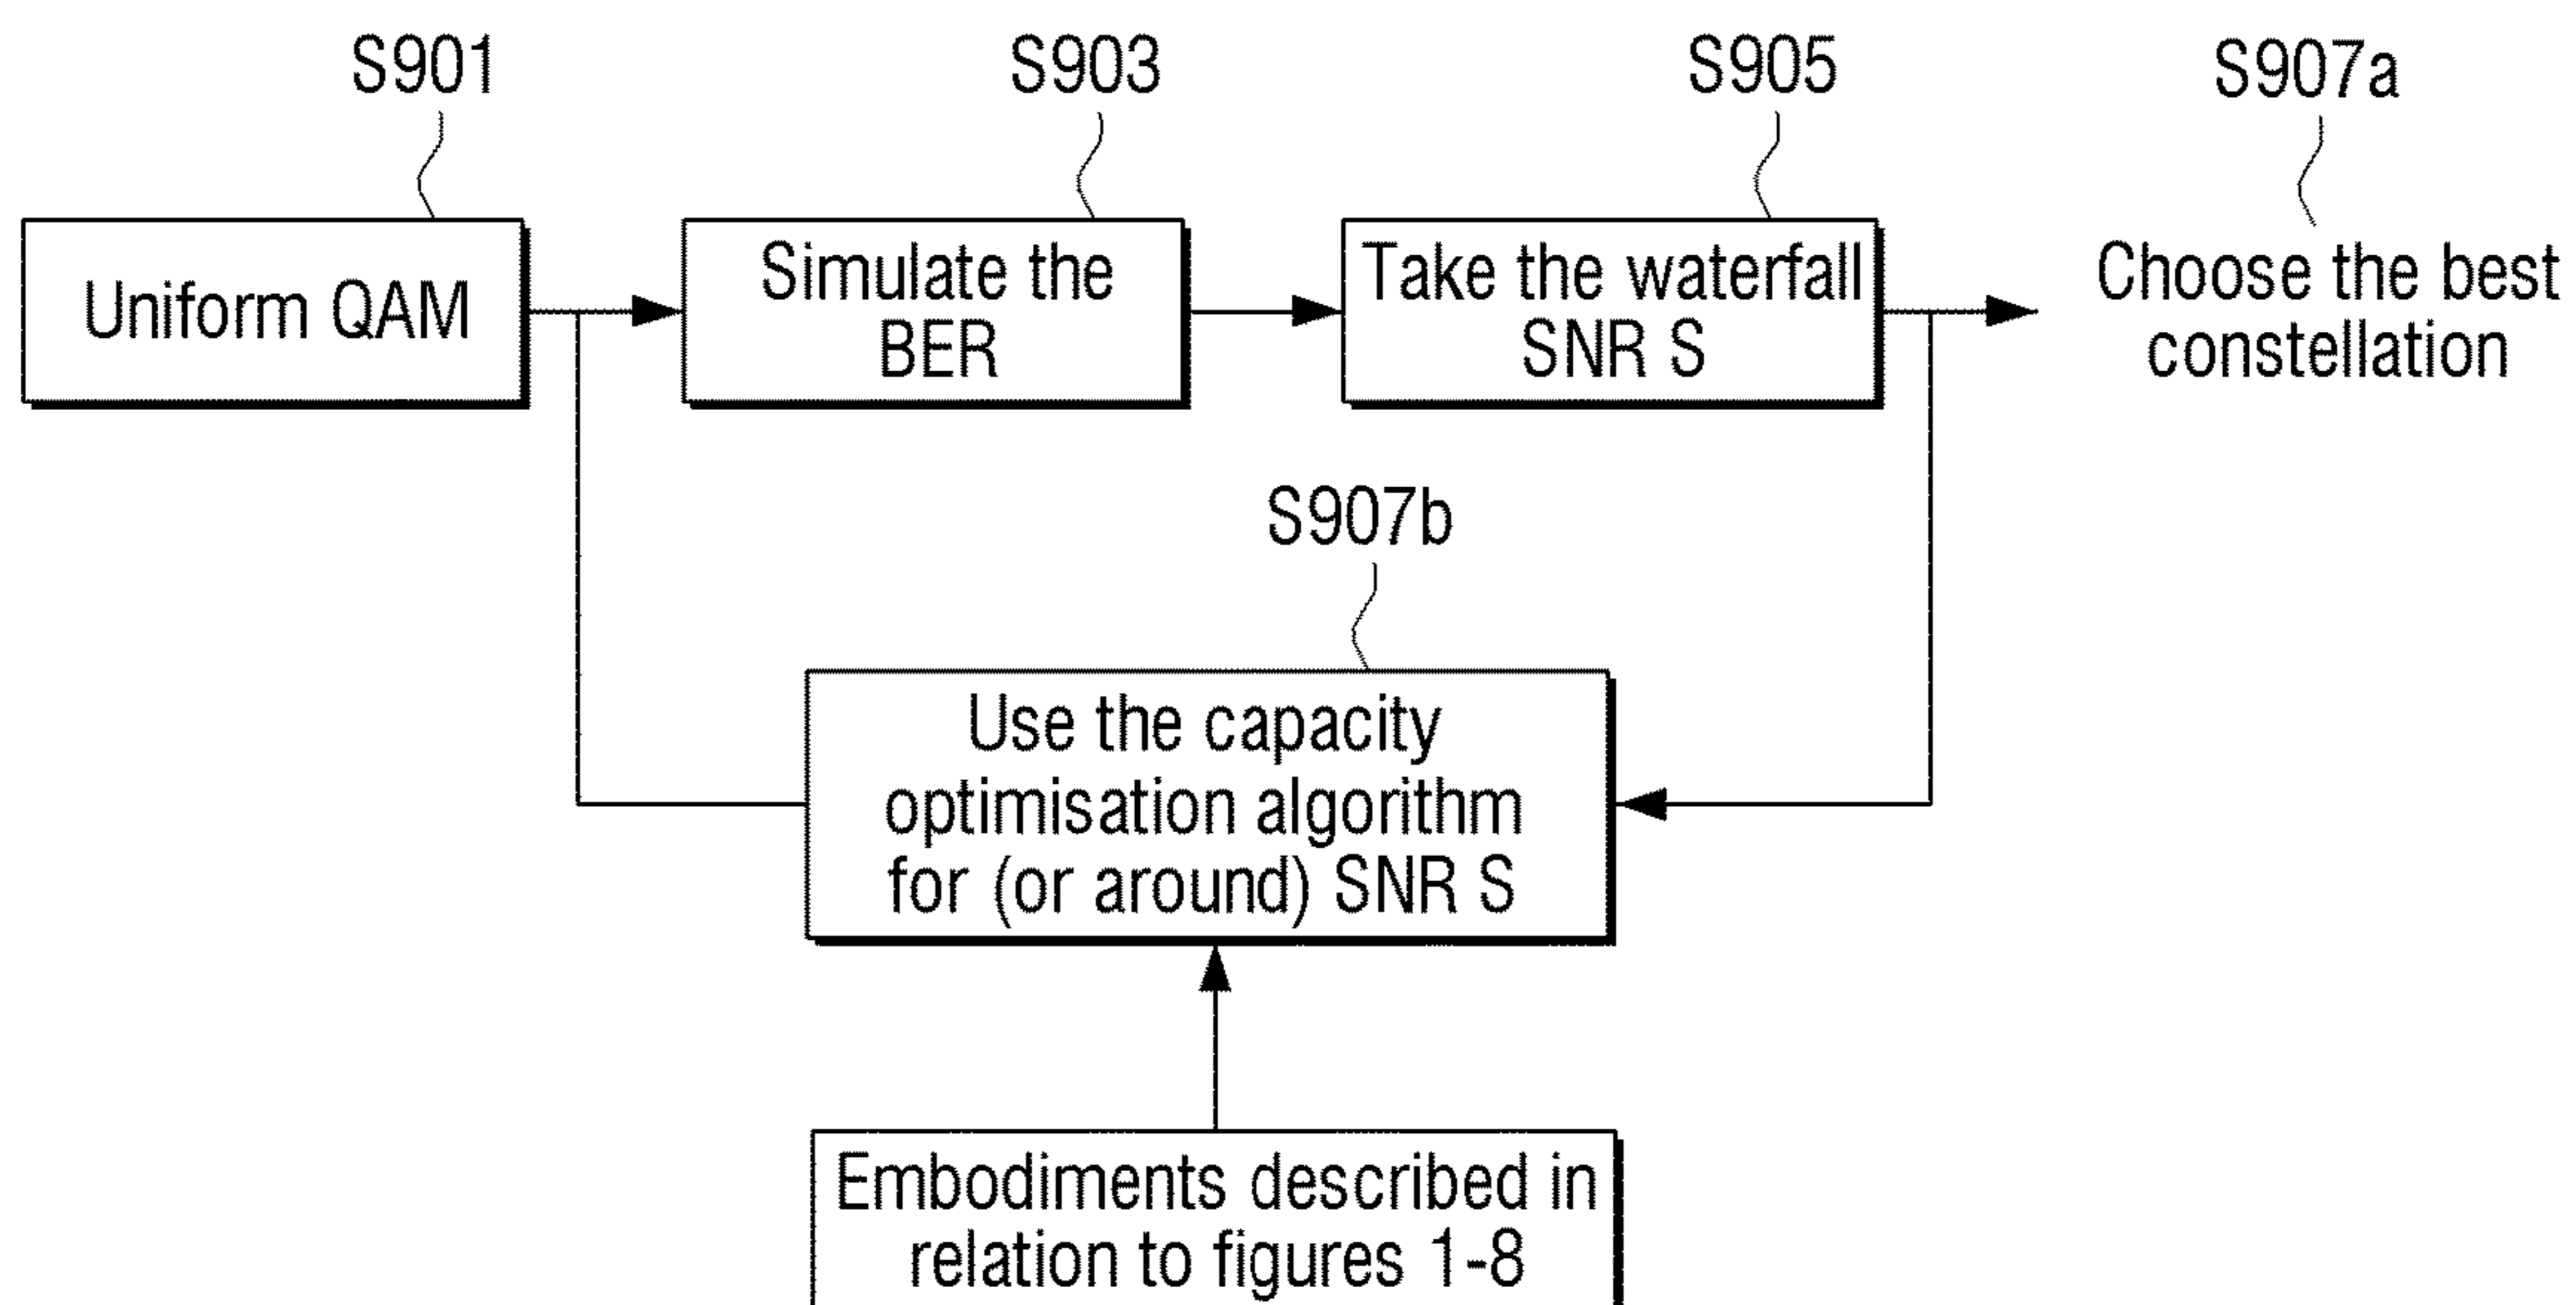 S901
S903
S905
S907a
Uniform QAM
Simulate the
BER
Take the waterfall
SNR S
Choose the best
constellation
S907b
Use the capacity
optimisation algorithm
for (or around) SNR S
Embodiments described in
relation to figures 1-8